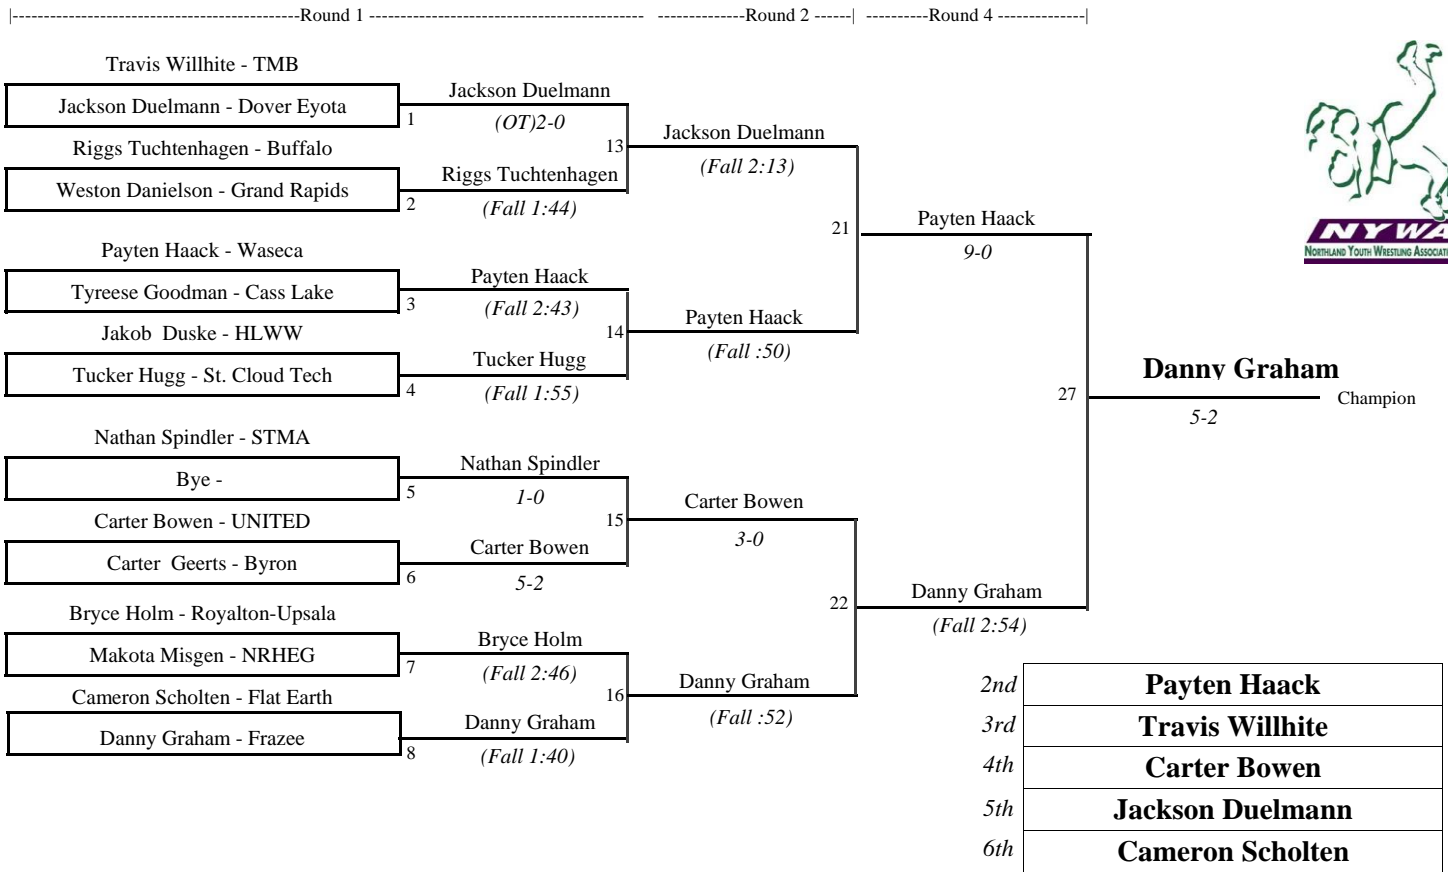 |-------------------------------------------Round 1 ----------------------------------------- -------------Round 2 ------| ----------Round 4 -------------|
Travis Willhite - TMB
Jackson Duelmann - Dover Eyota
1
Riggs Tuchtenhagen - Buffalo
Weston Danielson - Grand Rapids
2
Payten Haack - Waseca
Tyreese Goodman - Cass Lake
3
Jakob  Duske - HLWW
Tucker Hugg - St. Cloud Tech
4
Nathan Spindler - STMA
Bye -
5
Carter Bowen - UNITED
Carter  Geerts - Byron
6
Bryce Holm - Royalton-Upsala
Makota Misgen - NRHEG
7
Cameron Scholten - Flat Earth
Danny Graham - Frazee
8
Jackson Duelmann
(OT)2-0
13
Riggs Tuchtenhagen
(Fall 1:44)
Payten Haack
(Fall 2:43)
14
Tucker Hugg
(Fall 1:55)
Nathan Spindler
1-0
15
Carter Bowen
5-2
Bryce Holm
(Fall 2:46)
16
Danny Graham
(Fall 1:40)
Jackson Duelmann
(Fall 2:13)
21
Payten Haack
(Fall :50)
Carter Bowen
3-0
22
Danny Graham
(Fall :52)
Payten Haack
9-0
27
Danny Graham
(Fall 2:54)
Danny Graham
Champion
5-2
NYWA
NORTHLAND YOUTH WRESTLING ASSOCIAT
2nd Payten Haack
3rd Travis Willhite
4th Carter Bowen
5th Jackson Duelmann
6th Cameron Scholten